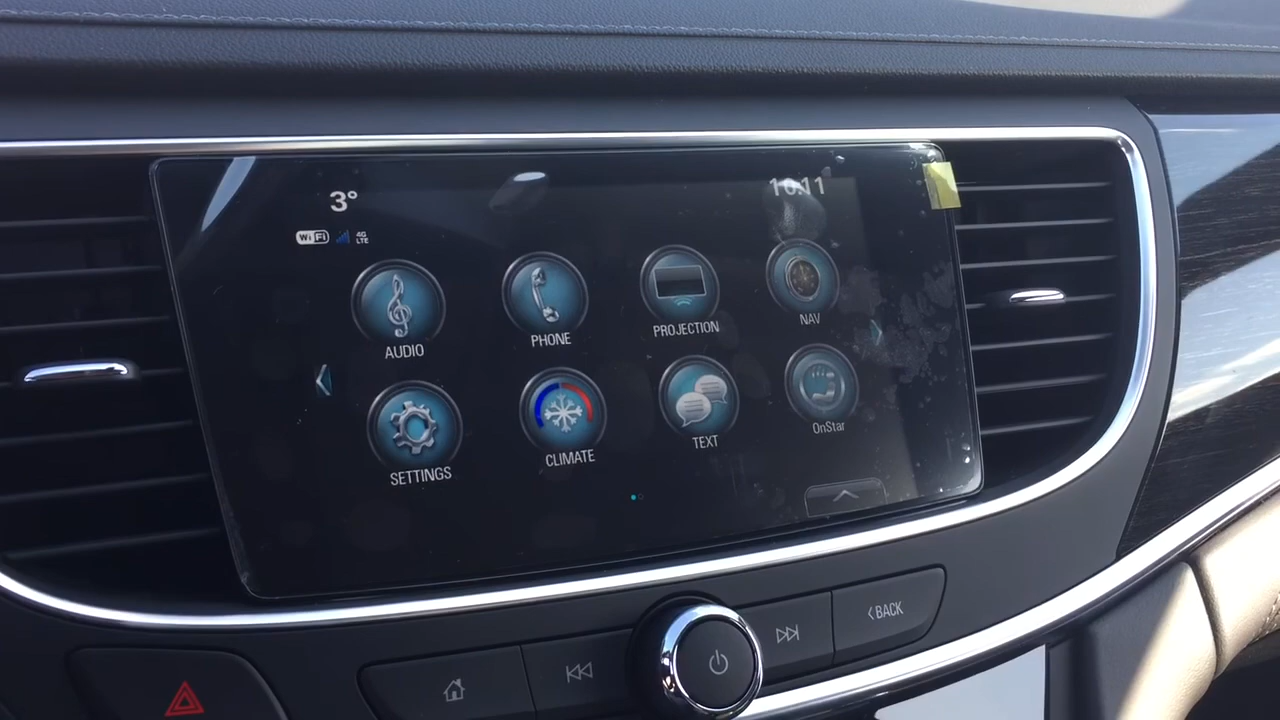 3° 10:11
WiFi 4G LTE
AUDIO PHONE PROJECTION NAV
SETTINGS CLIMATE TEXT OnStar
BACK